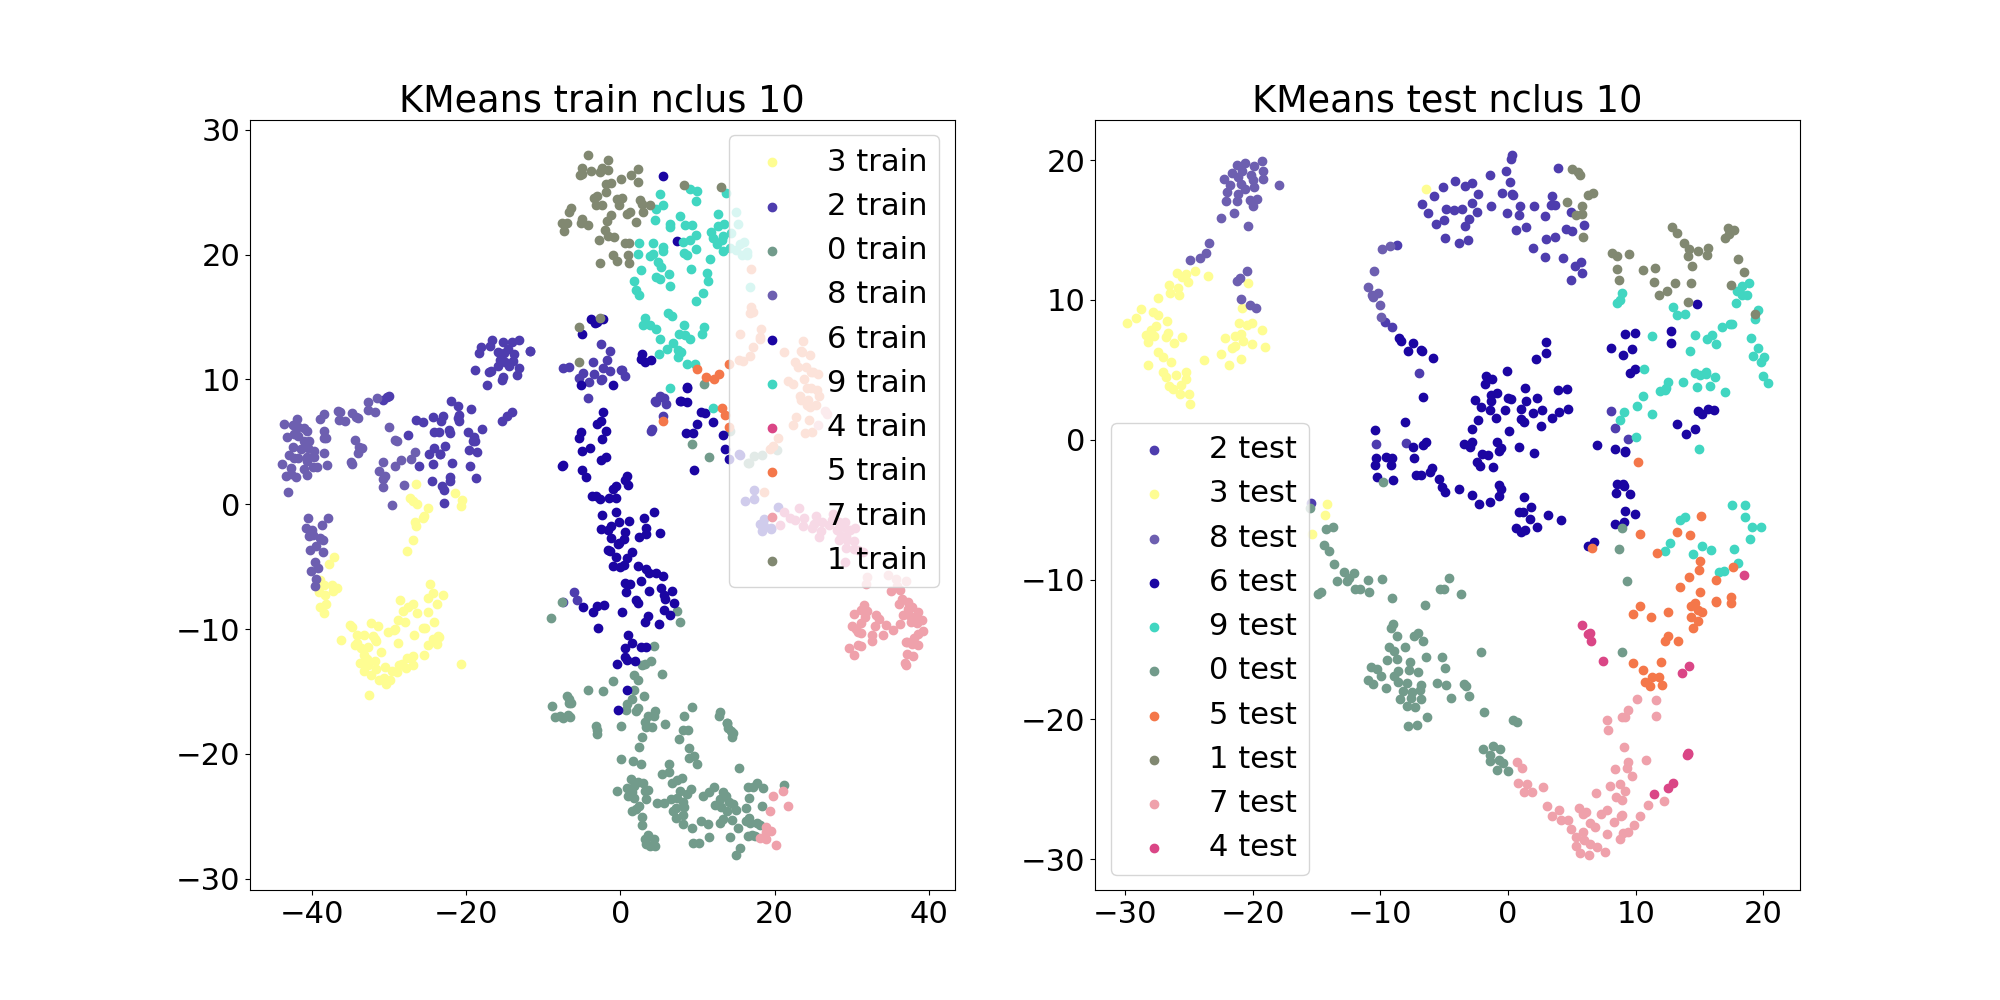 KMeans train nclus 10
30
20
10
0
−10
−20
−30
−40
−20
0
20
40
3 train
2 train
0 train
8 train
6 train
9 train
4 train
5 train
7 train
1 train
KMeans test nclus 10
20
10
0
−10
−20
−30
−30
−20
−10
0
10
20
2 test
3 test
8 test
6 test
9 test
0 test
5 test
1 test
7 test
4 test